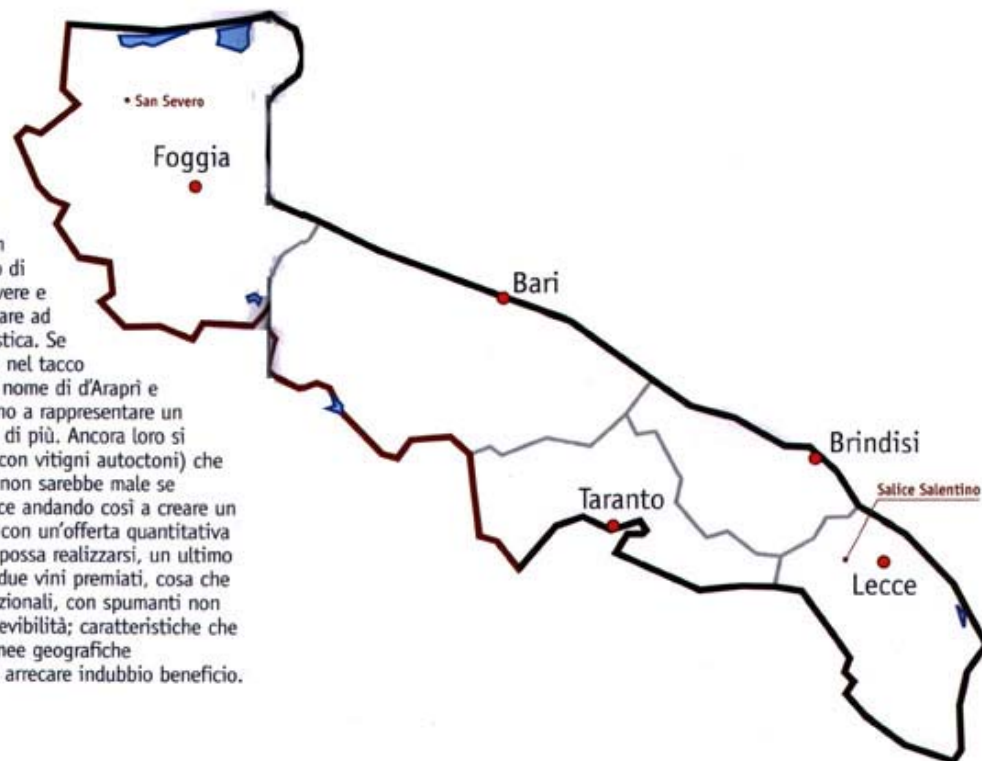 San Severo
Foggia
Bari
Brindisi
Salice Salentino
Taranto
Lecce
di
vere e
are ad
stica. Se
nel tacco
nome di d'Araprì e
no a rappresentare un
di più. Ancora loro si
con vitigni autoctoni) che
non sarebbe male se
ce andando così a creare un
con un'offerta quantitativa
possa realizzarsi, un ultimo
due vini premiati, cosa che
zionali, con spumanti non
evibilità; caratteristiche che
nee geografiche
arrecare indubbio beneficio.